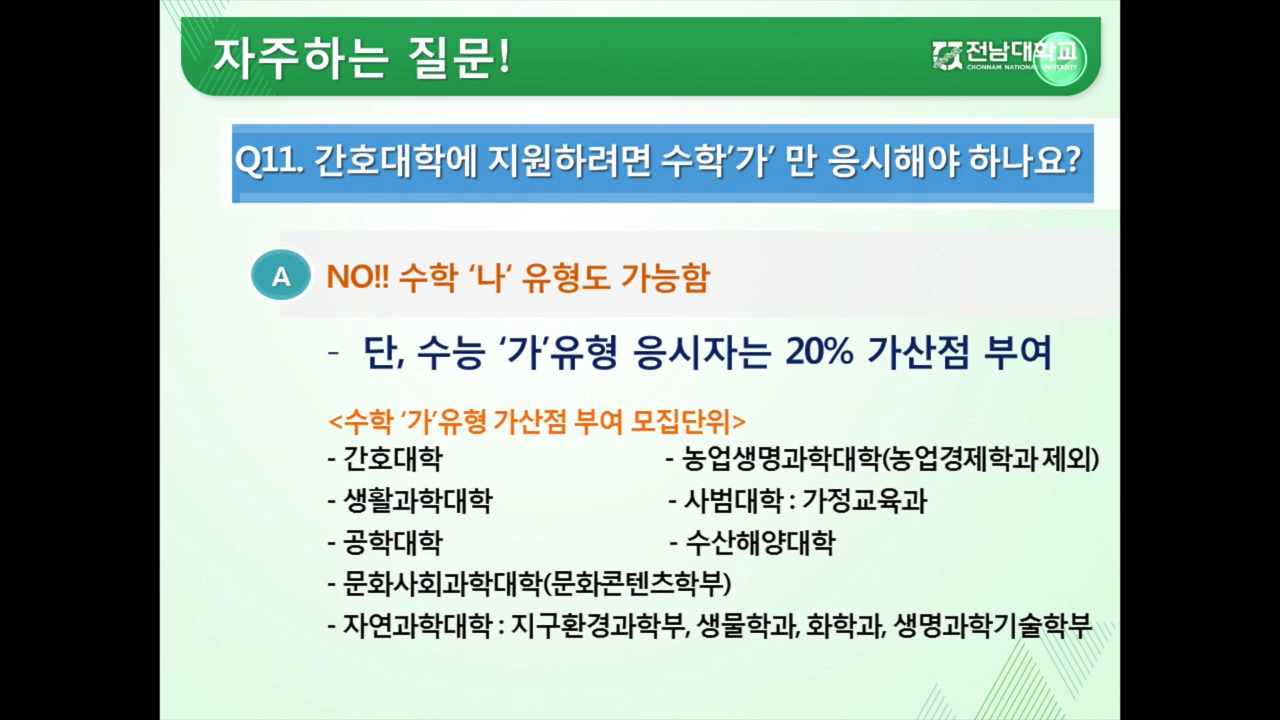 자주하는 질문!
전남대학교
CHONNAM NATIONAL UNIVERSITY
Q11. 간호대학에 지원하려면 수학’가’ 만 응시해야 하나요?
A NO!! 수학 ‘나‘ 유형도 가능함
- 단, 수능 ‘가’유형 응시자는 20% 가산점 부여
<수학 ‘가’유형 가산점 부여 모집단위>
- 간호대학 - 농업생명과학대학(농업경제학과 제외)
- 생활과학대학 - 사범대학 : 가정교육과
- 공학대학 - 수산해양대학
- 문화사회과학대학(문화콘텐츠학부)
- 자연과학대학 : 지구환경과학부, 생물학과, 화학과, 생명과학기술학부